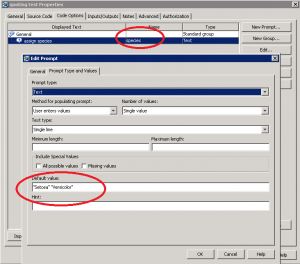 passing text Properties
General Source Code Code Options Inputs/Outputs Notes Advanced Authorization
Displayed Text Name Type
General Standard group
assign species species Text
New Prompt...
New Group...
Edit...
Edit Prompt
General Prompt Type and Values
Prompt type:
Text
Method for populating prompt: Number of values:
User enters values Single value
Text type:
Single line
Minimum length: Maximum length:
Include Special Values
All possible values Missing values
Default value:
"Setosa" "Versicolor"
Hint:
OK Cancel Help